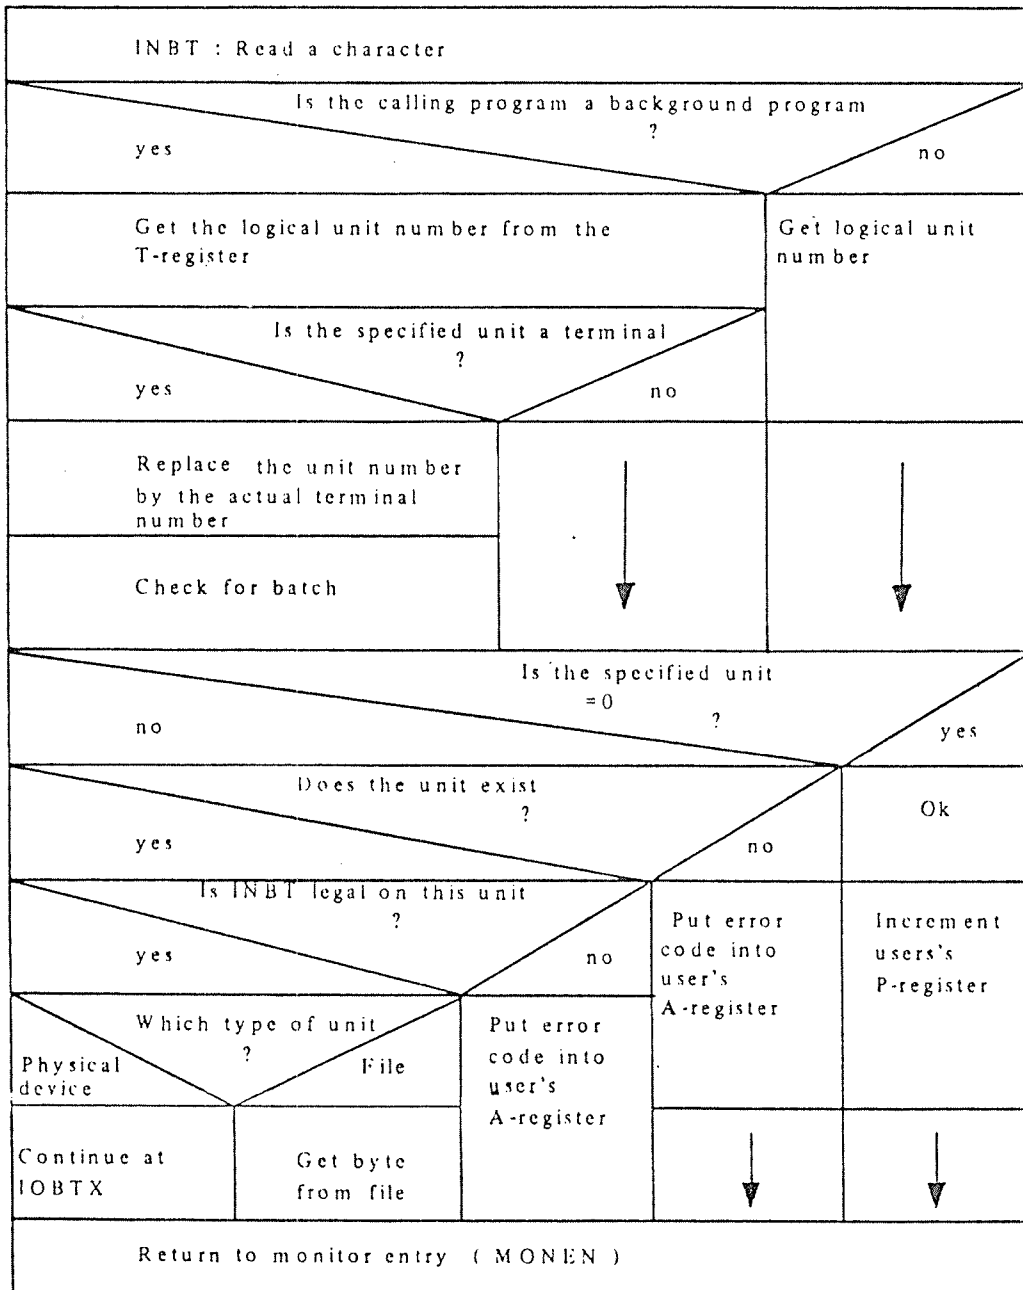 INBT : Read a character
Is the calling program a background program
?
yes
no
Get the logical unit number from the
T-register
Get logical unit
number
Is the specified unit a terminal
?
yes
no
Replace the unit number
by the actual terminal
number
Check for batch
Is the specified unit
=0
?
no
yes
Does the unit exist
?
yes
no
Ok
Is INBT legal on this unit
?
yes
no
Put error
code into
user's
A-register
Increment
users's
P-register
Which type of unit
?
Physical
device
File
Put error
code into
user's
A-register
Continue at
IOBTX
Get byte
from file
Return to monitor entry ( MONEN )